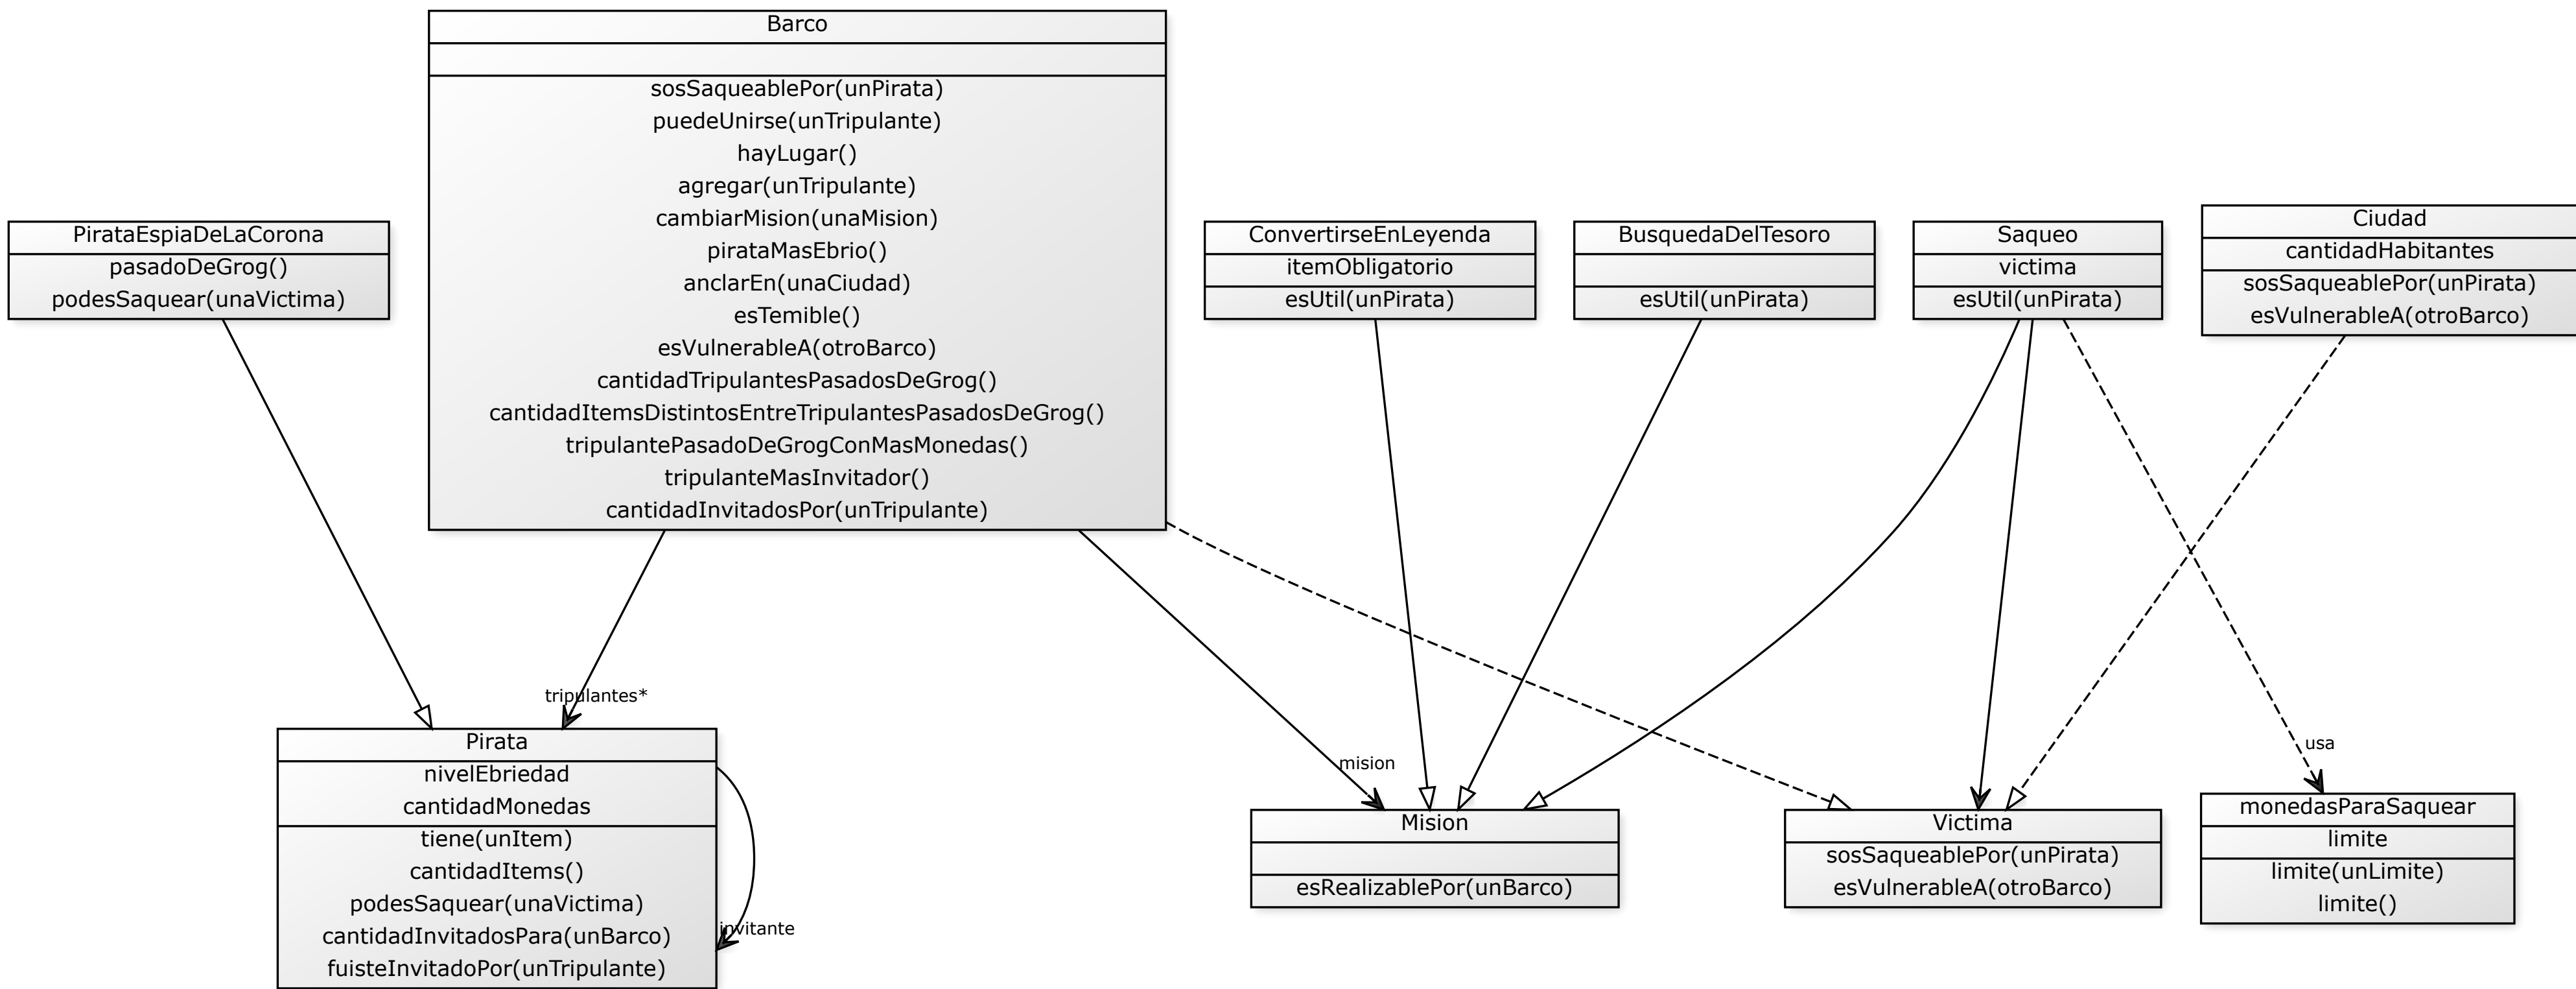 Barco
sosSaqueablePor(unPirata)
puedeUnirse(unTripulante)
hayLugar()
agregar(unTripulante)
cambiarMision(unaMision)
pirataMasEbrio()
anclarEn(unaCiudad)
esTemible()
esVulnerableA(otroBarco)
cantidadTripulantesPasadosDeGrog()
cantidadItemsDistintosEntreTripulantesPasadosDeGrog()
tripulantePasadoDeGrogConMasMonedas()
tripulanteMasInvitador()
cantidadInvitadosPor(unTripulante)
PirataEspiaDeLaCorona
pasadoDeGrog()
podesSaquear(unaVictima)
ConvertirseEnLeyenda
itemObligatorio
esUtil(unPirata)
BusquedaDelTesoro
esUtil(unPirata)
Saqueo
victima
esUtil(unPirata)
Ciudad
cantidadHabitantes
sosSaqueablePor(unPirata)
esVulnerableA(otroBarco)
tripulantes*
mision
usa
invitante
Pirata
nivelEbriedad
cantidadMonedas
tiene(unItem)
cantidadItems()
podesSaquear(unaVictima)
cantidadInvitadosPara(unBarco)
fuisteInvitadoPor(unTripulante)
Mision
esRealizablePor(unBarco)
Victima
sosSaqueablePor(unPirata)
esVulnerableA(otroBarco)
monedasParaSaquear
limite
limite(unLimite)
limite()